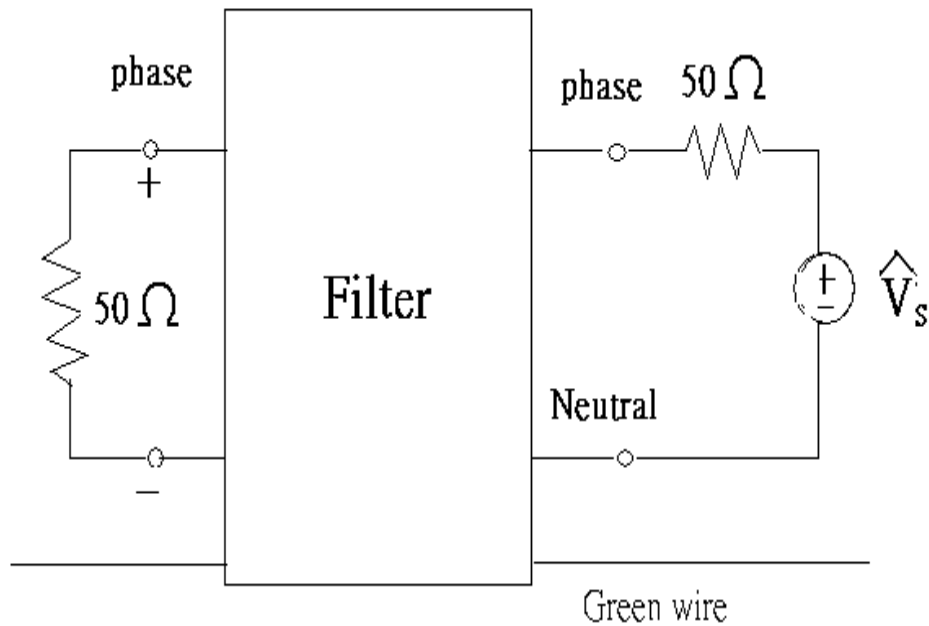 phase
phase
50 Ω
+
50 Ω
Filter
+
−
V̂s
Neutral
−
Green wire